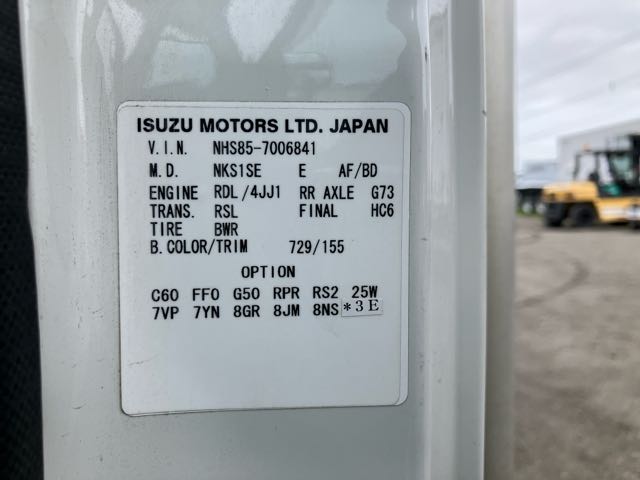 ISUZU MOTORS LTD. JAPAN
V.I.N. NHS85-7006841
M.D. NKS1SE E AF/BD
ENGINE RDL/4JJ1 RR AXLE G73
TRANS. RSL FINAL HC6
TIRE BWR
B.COLOR/TRIM 729/155
OPTION
C60 FF0 G50 RPR RS2 25W
7VP 7YN 8GR 8JM 8NS *3E